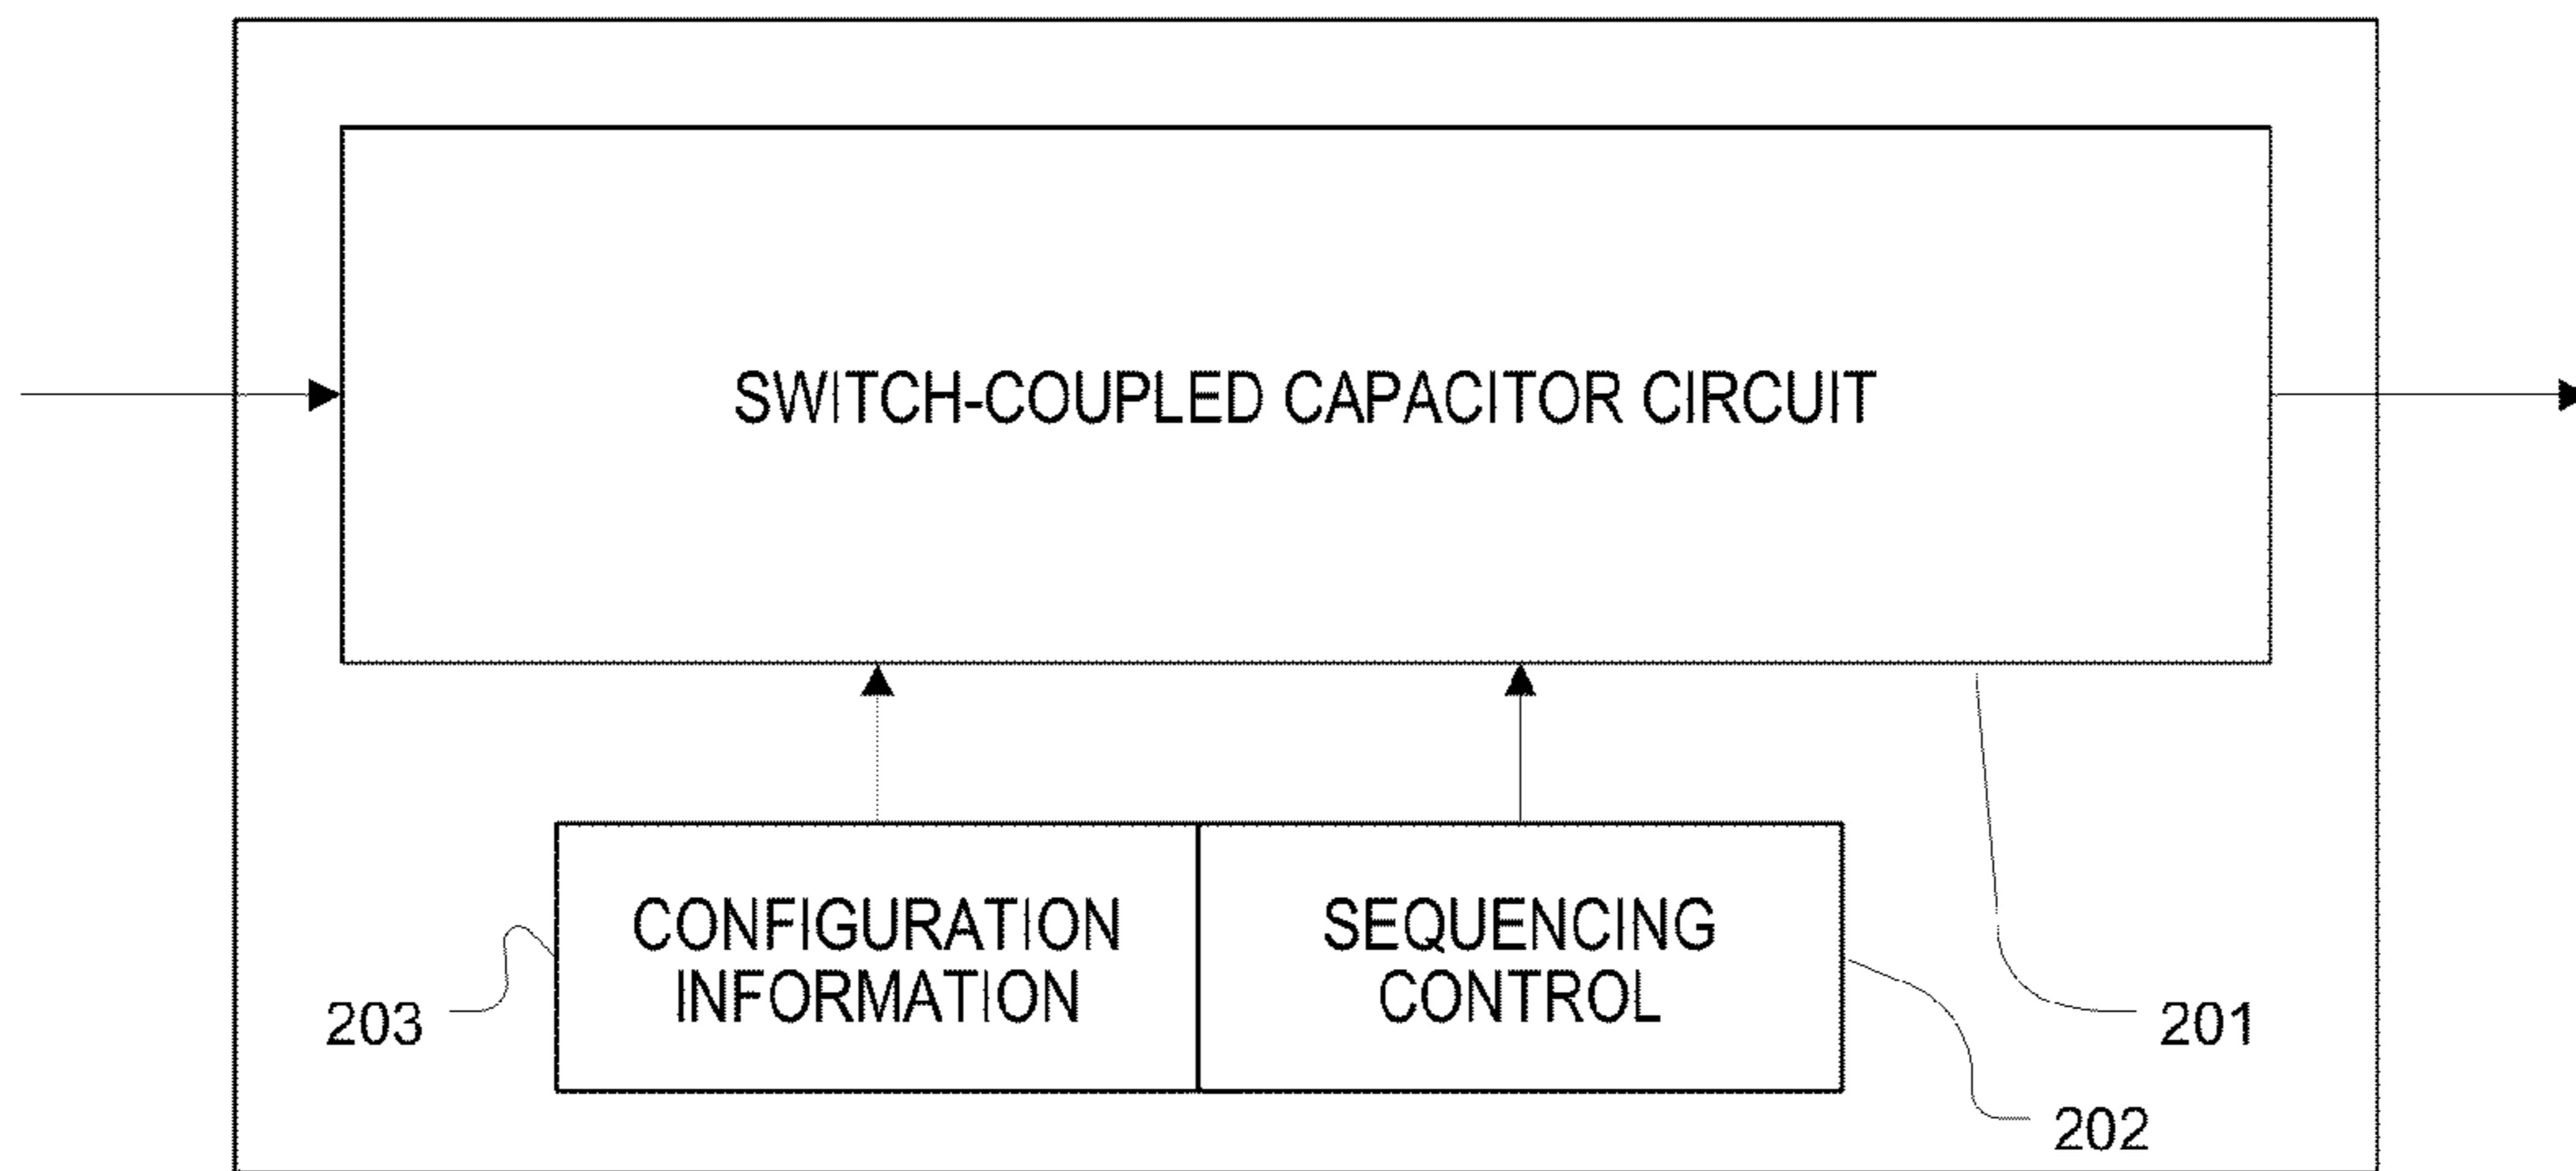 SWITCH-COUPLED CAPACITOR CIRCUIT
CONFIGURATION
INFORMATION
SEQUENCING
CONTROL
203
201
202